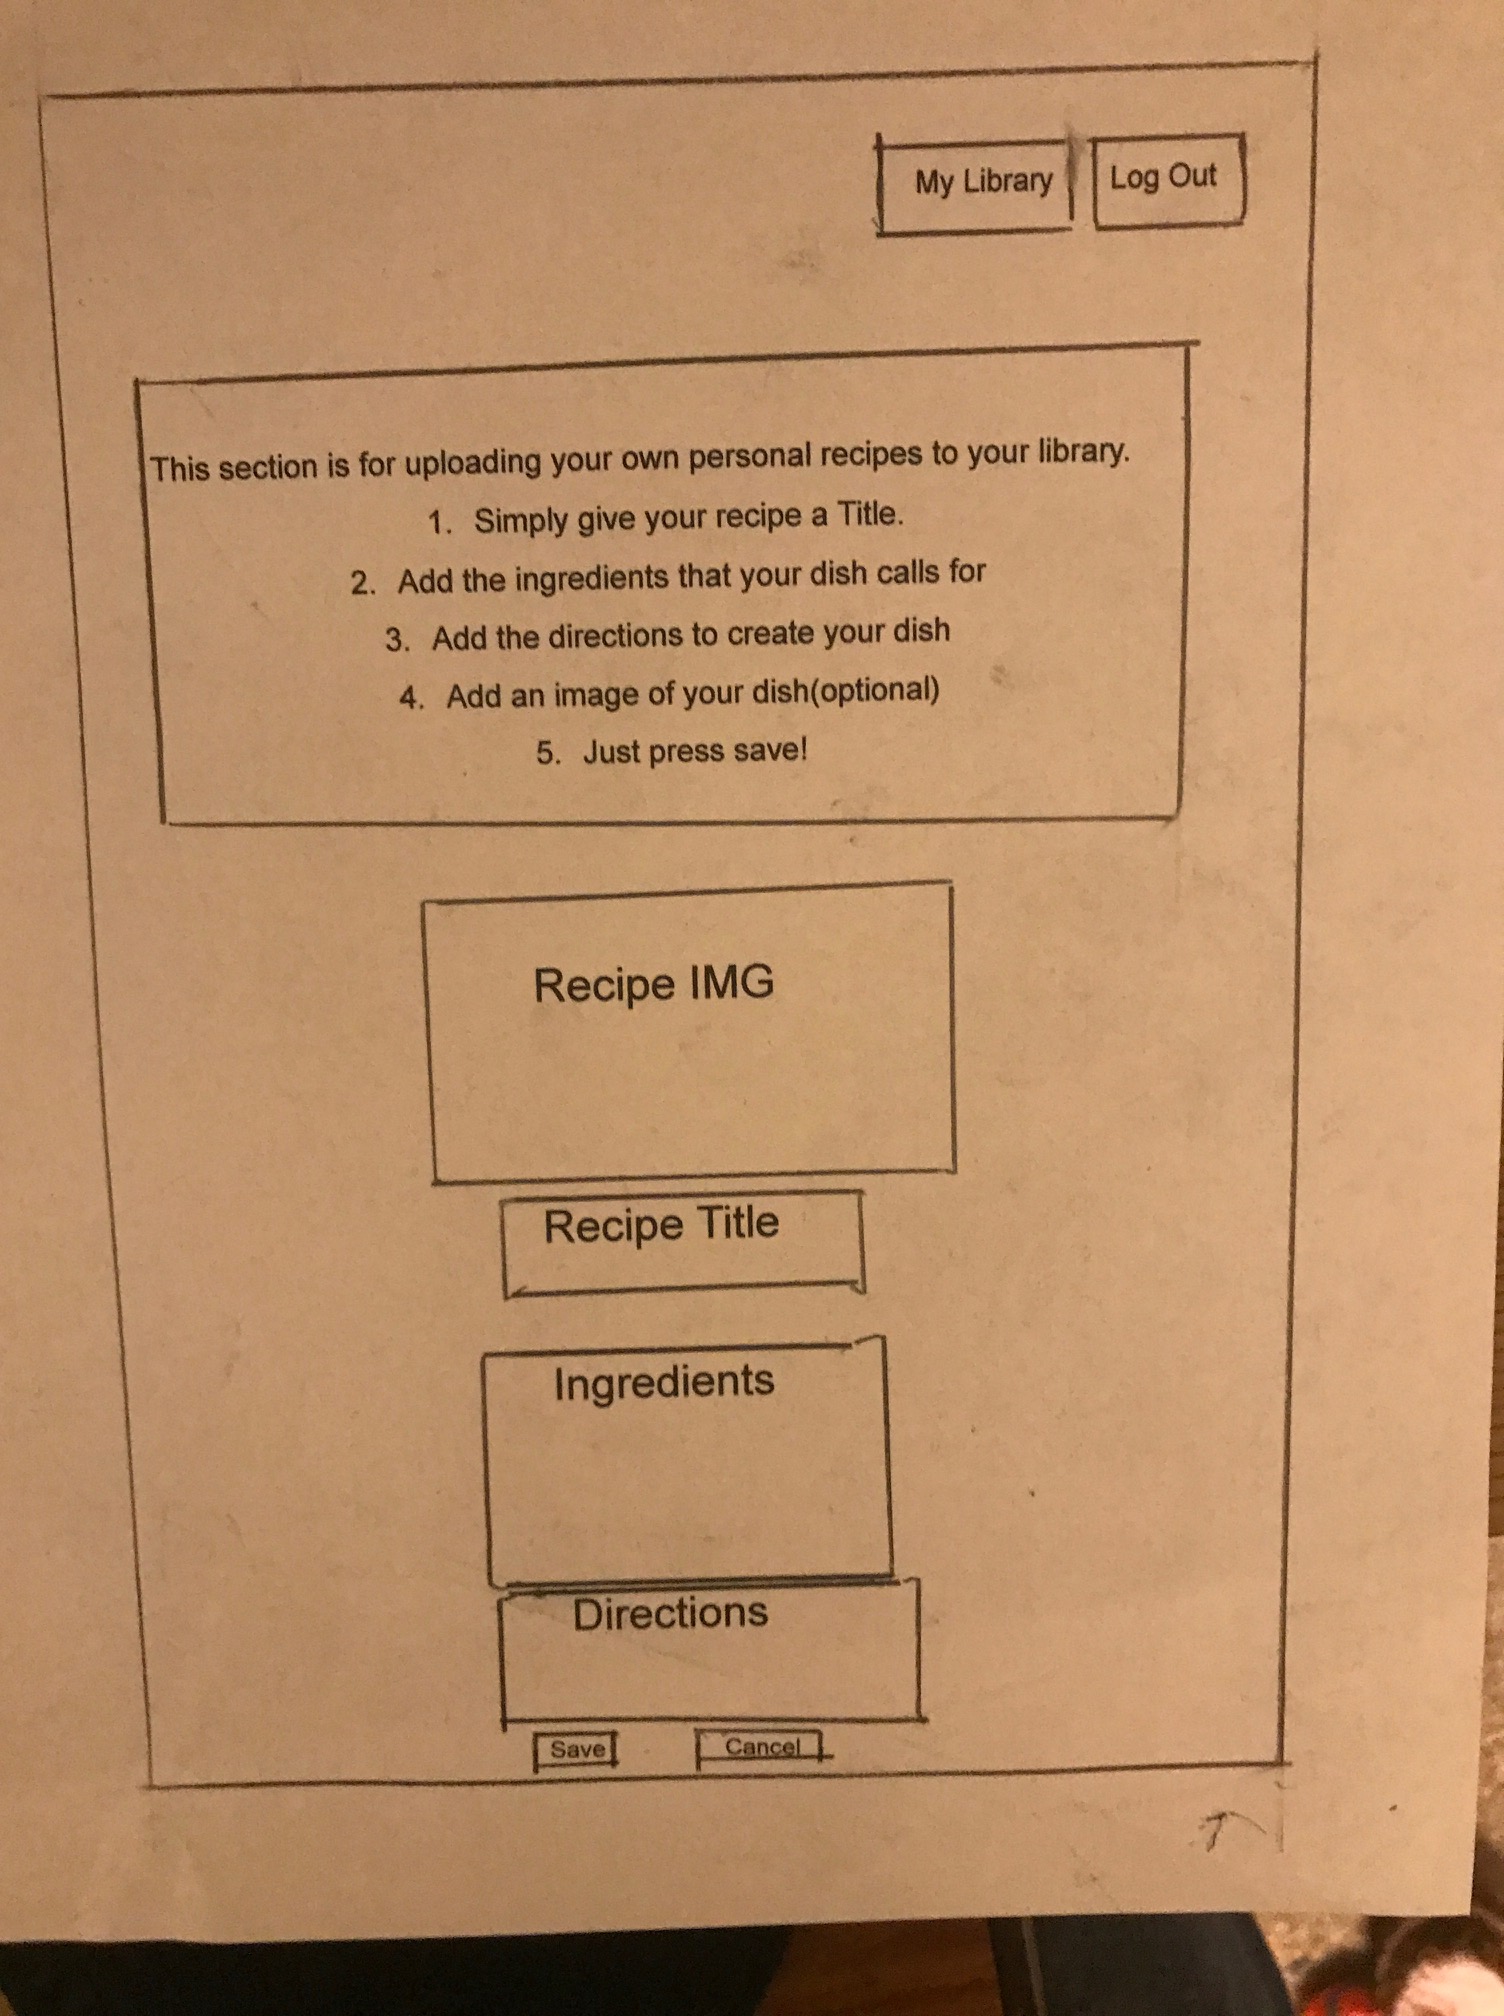 My Library
Log Out
This section is for uploading your own personal recipes to your library.
1. Simply give your recipe a Title.
2. Add the ingredients that your dish calls for
3. Add the directions to create your dish
4. Add an image of your dish(optional)
5. Just press save!
Recipe IMG
Recipe Title
Ingredients
Directions
Save
Cancel